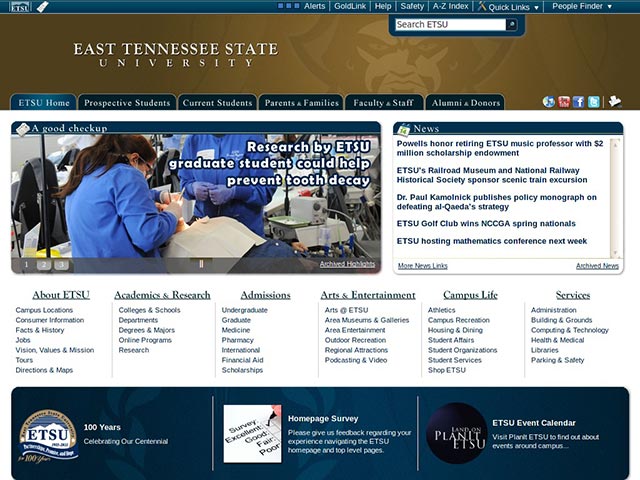 ETSU
Alerts | GoldLink | Help | Safety | A-Z Index | Quick Links ▼ | People Finder ▼
Search ETSU
EAST TENNESSEE STATE
UNIVERSITY
ETSU Home
Prospective Students
Current Students
Parents & Families
Faculty & Staff
Alumni & Donors
A good checkup
Research by ETSU
graduate student could help
prevent tooth decay
1 2 3
Archived Highlights
News
Powells honor retiring ETSU music professor with $2
million scholarship endowment
ETSU's Railroad Museum and National Railway
Historical Society sponsor scenic train excursion
Dr. Paul Kamolnick publishes policy monograph on
defeating al-Qaeda's strategy
ETSU Golf Club wins NCCGA spring nationals
ETSU hosting mathematics conference next week
More News Links
Archived News
About ETSU
Campus Locations
Consumer Information
Facts & History
Jobs
Vision, Values & Mission
Tours
Directions & Maps
Academics & Research
Colleges & Schools
Departments
Degrees & Majors
Online Programs
Research
Admissions
Undergraduate
Graduate
Medicine
Pharmacy
International
Financial Aid
Scholarships
Arts & Entertainment
Arts @ ETSU
Area Museums & Galleries
Area Entertainment
Outdoor Recreation
Regional Attractions
Podcasting & Video
Campus Life
Athletics
Campus Recreation
Housing & Dining
Student Affairs
Student Organizations
Student Services
Shop ETSU
Services
Administration
Building & Grounds
Computing & Technology
Health & Medical
Libraries
Parking & Safety
ETSU
1911-2011
Partnerships, Promise, and Hope
for 100 Years
100 Years
Celebrating Our Centennial
Survey
Excellent
Good
Fair
Poor
Homepage Survey
Please give us feedback regarding your
experience navigating the ETSU
homepage and top level pages.
LAND ON
PLANIT
ETSU
ETSU Event Calendar
Visit PlanIt ETSU to find out about
events around campus...